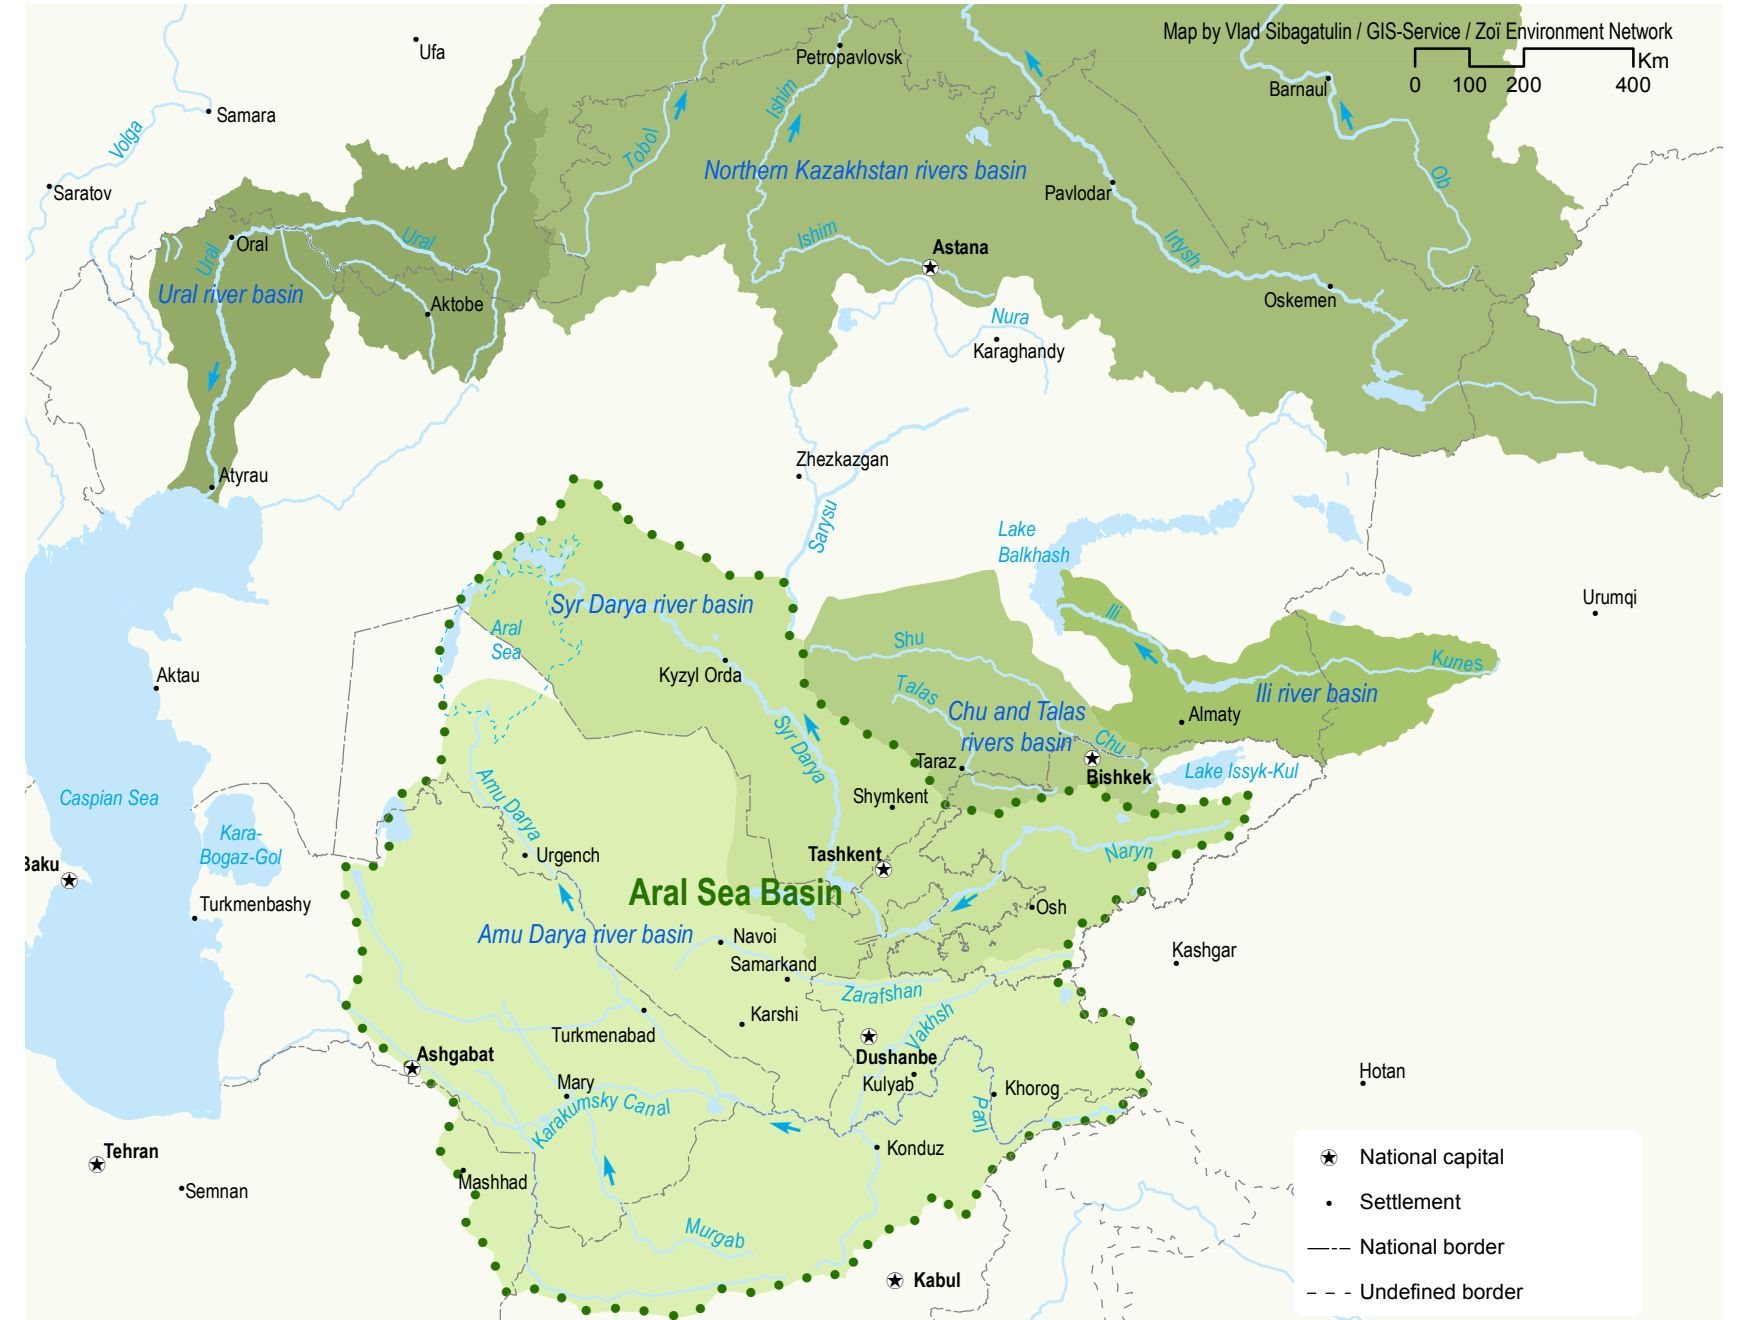 Map by Vlad Sibagatulin / GIS-Service / Zoï Environment Network
Km
0 100 200 400
Ufa
Petropavlovsk
Barnaul
Samara
Volga
Ishim
Tobol
Northern Kazakhstan rivers basin
Ob
Saratov
Pavlodar
Oral
Ural
Ural
Ishim
Astana
Irtysh
Ural river basin
Aktobe
Oskemen
Nura
Karaghandy
Atyrau
Zhezkazgan
Sarysu
Lake
Balkhash
Syr Darya river basin
Ili
Urumqi
Aral
Sea
Shu
Kunes
Aktau
Kyzyl Orda
Talas
Ili river basin
Chu and Talas
rivers basin
Almaty
Syr Darya
Chu
Taraz
Bishkek
Lake Issyk-Kul
Amu Darya
Caspian Sea
Shymkent
Kara-
Bogaz-Gol
Urgench
Tashkent
Naryn
Baku
Aral Sea Basin
Turkmenbashy
Osh
Amu Darya river basin
Navoi
Kashgar
Samarkand
Zarafshan
Karshi
Vakhsh
Turkmenabad
Ashgabat
Dushanbe
Mary
Kulyab
Khorog
Hotan
Karakumsky Canal
Panj
Tehran
Konduz
Semnan
Mashhad
Murgab
Kabul
National capital
Settlement
National border
Undefined border